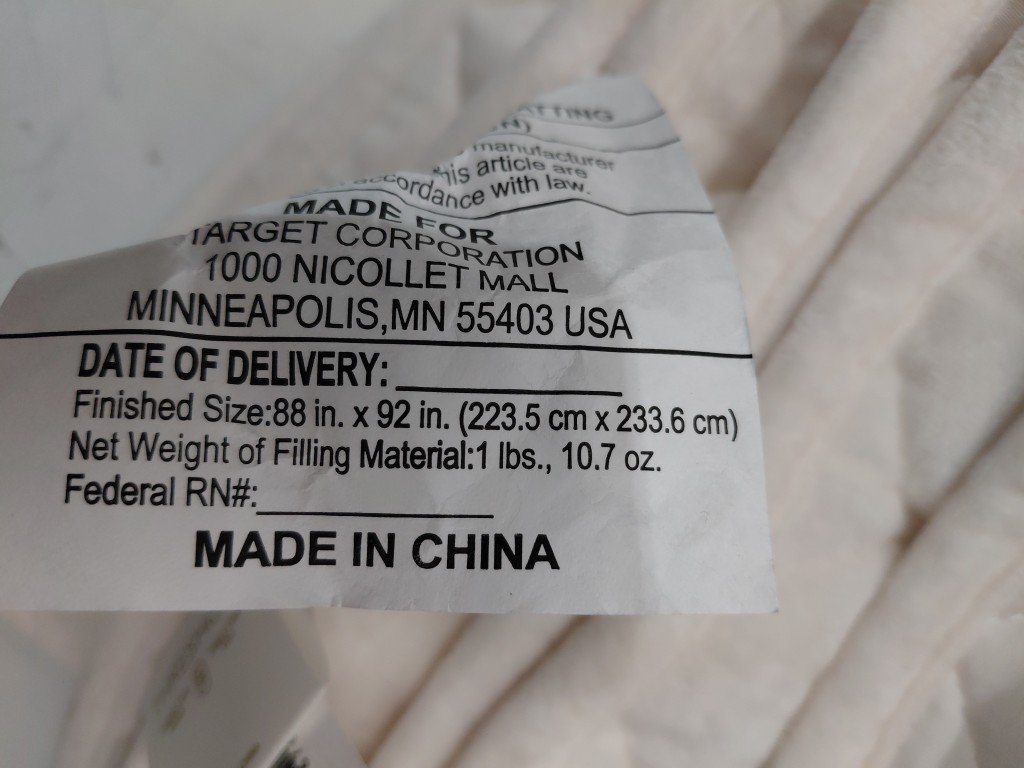 manufacturer
article are
accordance with law.
MADE FOR
TARGET CORPORATION
1000 NICOLLET MALL
MINNEAPOLIS,MN 55403 USA
DATE OF DELIVERY:
Finished Size:88 in. x 92 in. (223.5 cm x 233.6 cm)
Net Weight of Filling Material:1 lbs., 10.7 oz.
Federal RN#:
MADE IN CHINA